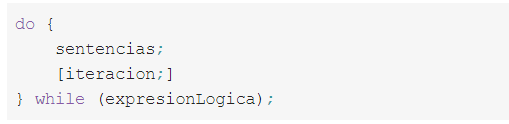 do {
    sentencias;
    [iteracion;]
} while (expresionLogica);